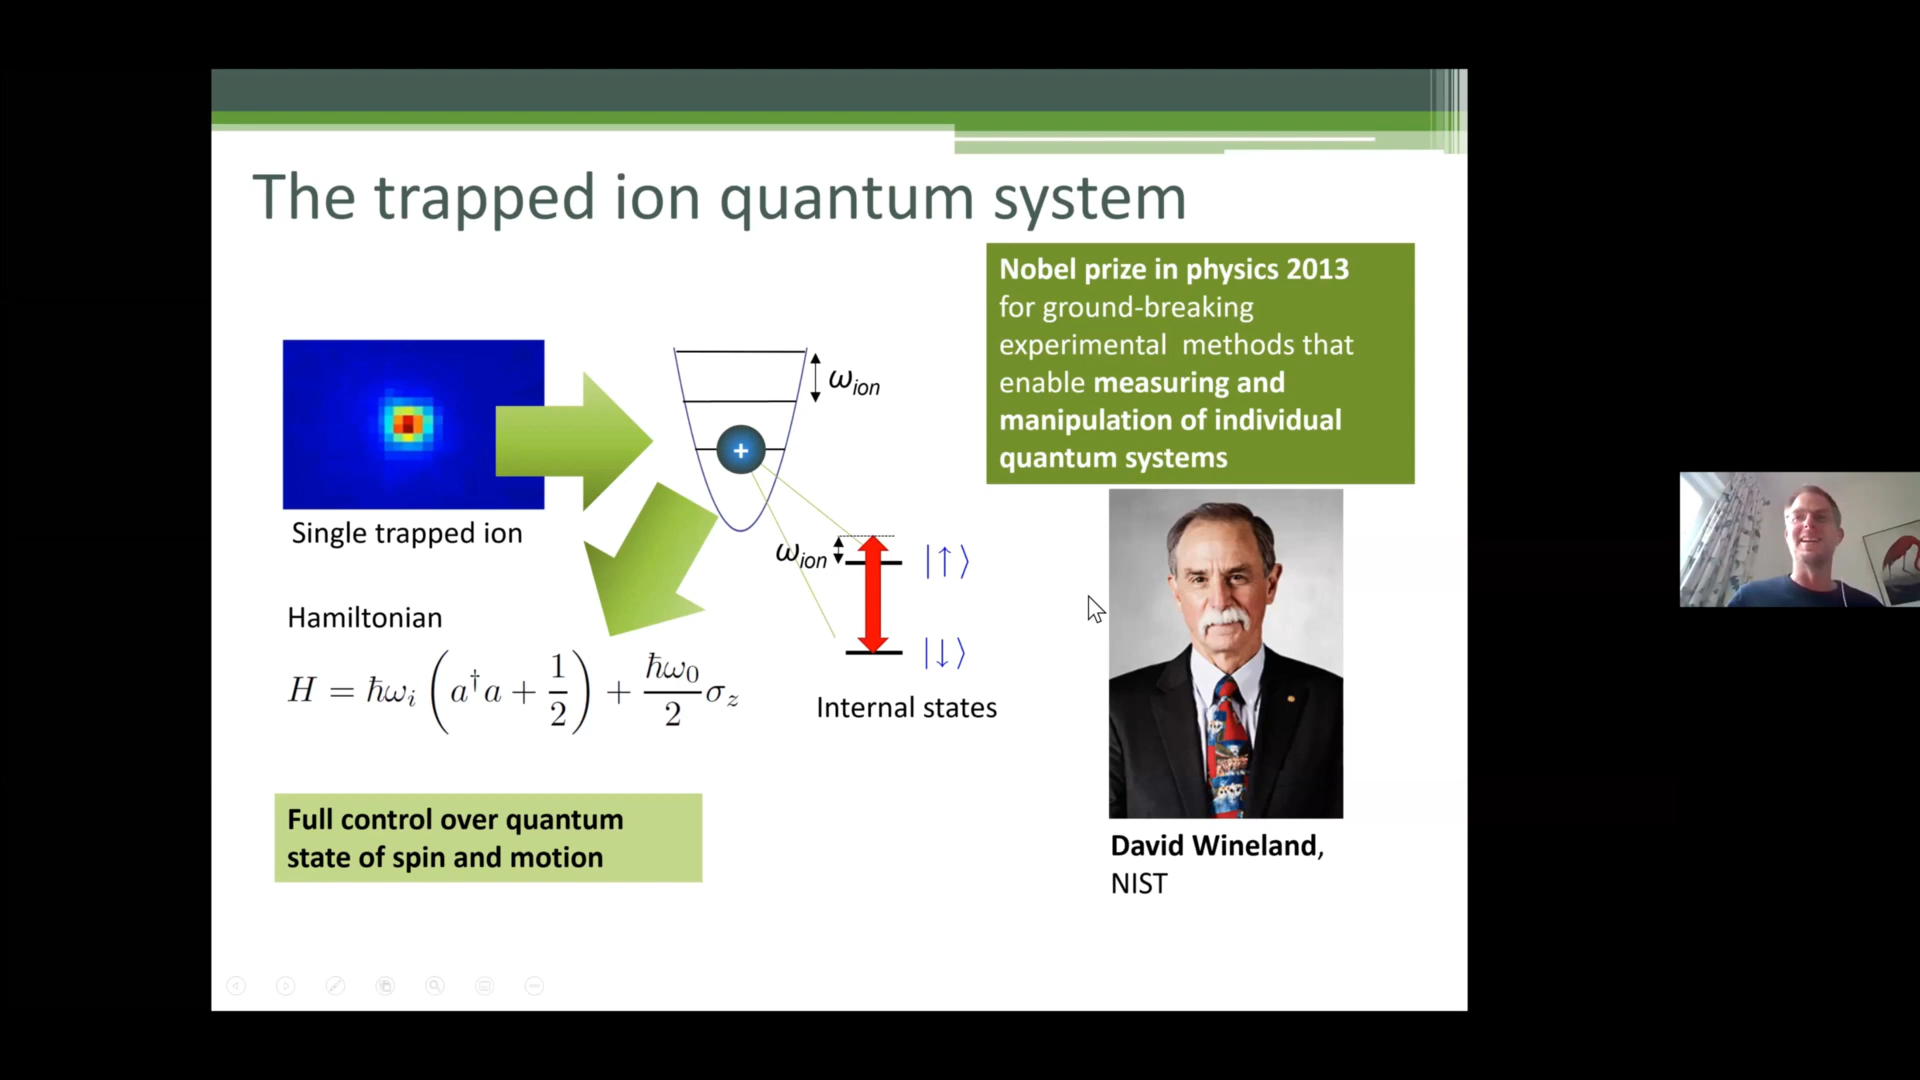 The trapped ion quantum system
Nobel prize in physics 2013
for ground-breaking
experimental methods that
enable measuring and
manipulation of individual
quantum systems
ω_ion
+
Single trapped ion
ω_ion
|↑⟩
|↓⟩
Internal states
Hamiltonian
H = ħω_i (a†a + 1/2) + ħω_0/2 σ_z
Full control over quantum
state of spin and motion
David Wineland,
NIST